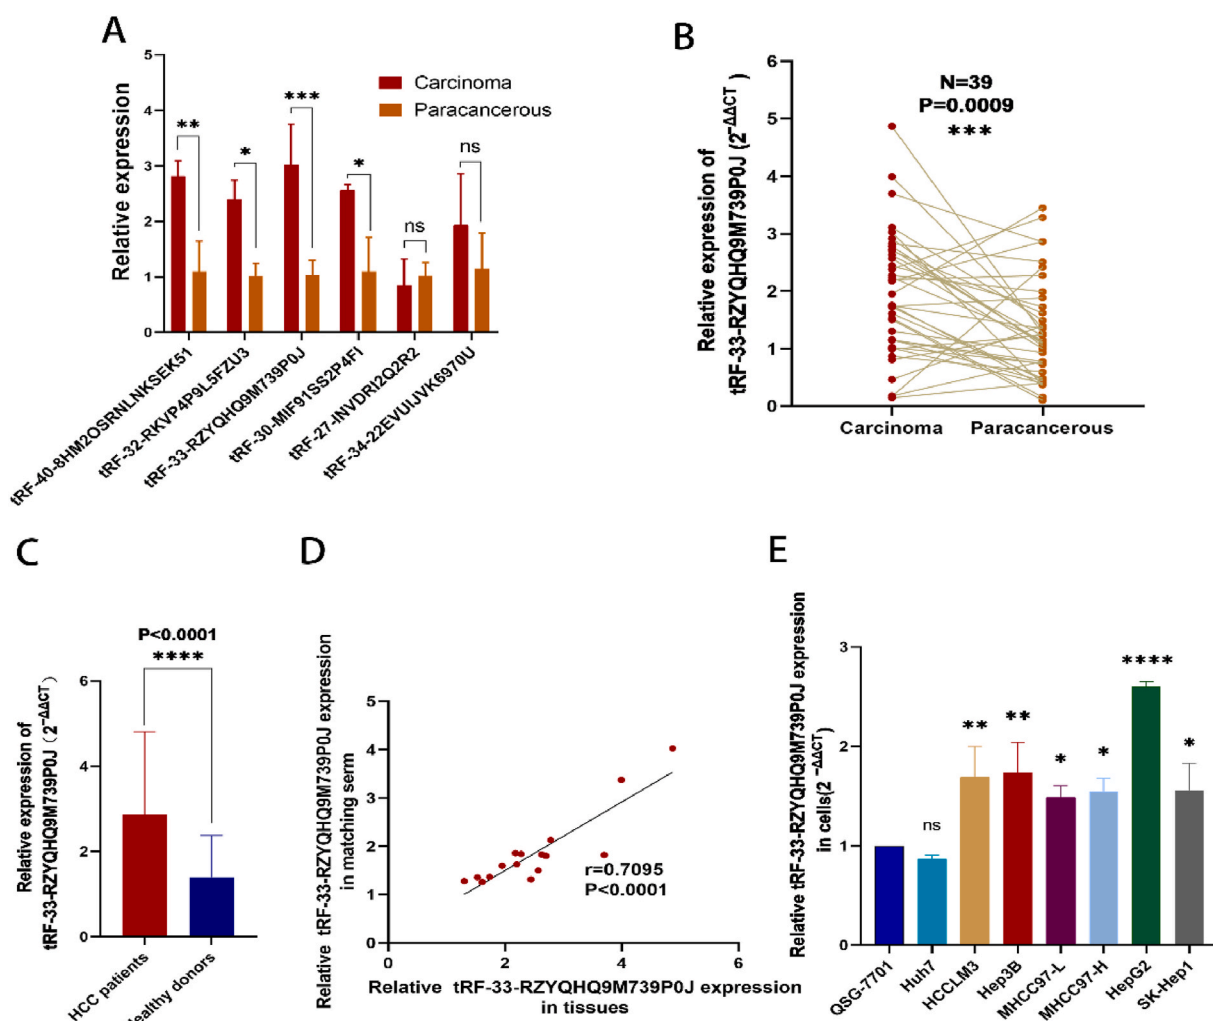 A
Relative expression
5
4
3
2
1
0
Carcinoma
Paracancerous
**
*
***
*
ns
ns
tRF-40-8HM2OSRNLNKSEK51
tRF-32-RKVP4P9L5FZU3
tRF-33-RZYQHQ9M739P0J
tRF-30-MIF91SS2P4FI
tRF-27-INVDRI2Q2R2
tRF-34-22EVUIJVK6970U
B
Relative expression of
tRF-33-RZYQHQ9M739P0J (2⁻ΔΔCT)
6
5
4
3
2
1
0
N=39
P=0.0009
***
Carcinoma Paracancerous
C
Relative expression of
tRF-33-RZYQHQ9M739P0J (2⁻ΔΔCT)
P<0.0001
****
6
4
2
0
HCC patients
ealthy donors
D
Relative tRF-33-RZYQHQ9M739P0J expression
in matching serm
5
4
3
2
1
0
r=0.7095
P<0.0001
0 2 4 6
Relative tRF-33-RZYQHQ9M739P0J expression
in tissues
E
Relative tRF-33-RZYQHQ9M739P0J expression
in cells(2 ⁻ΔΔCT)
3
2
1
0
ns
**
**
*
*
****
*
QSG-7701
Huh7
HCCLM3
Hep3B
MHCC97-L
MHCC97-H
HepG2
SK-Hep1